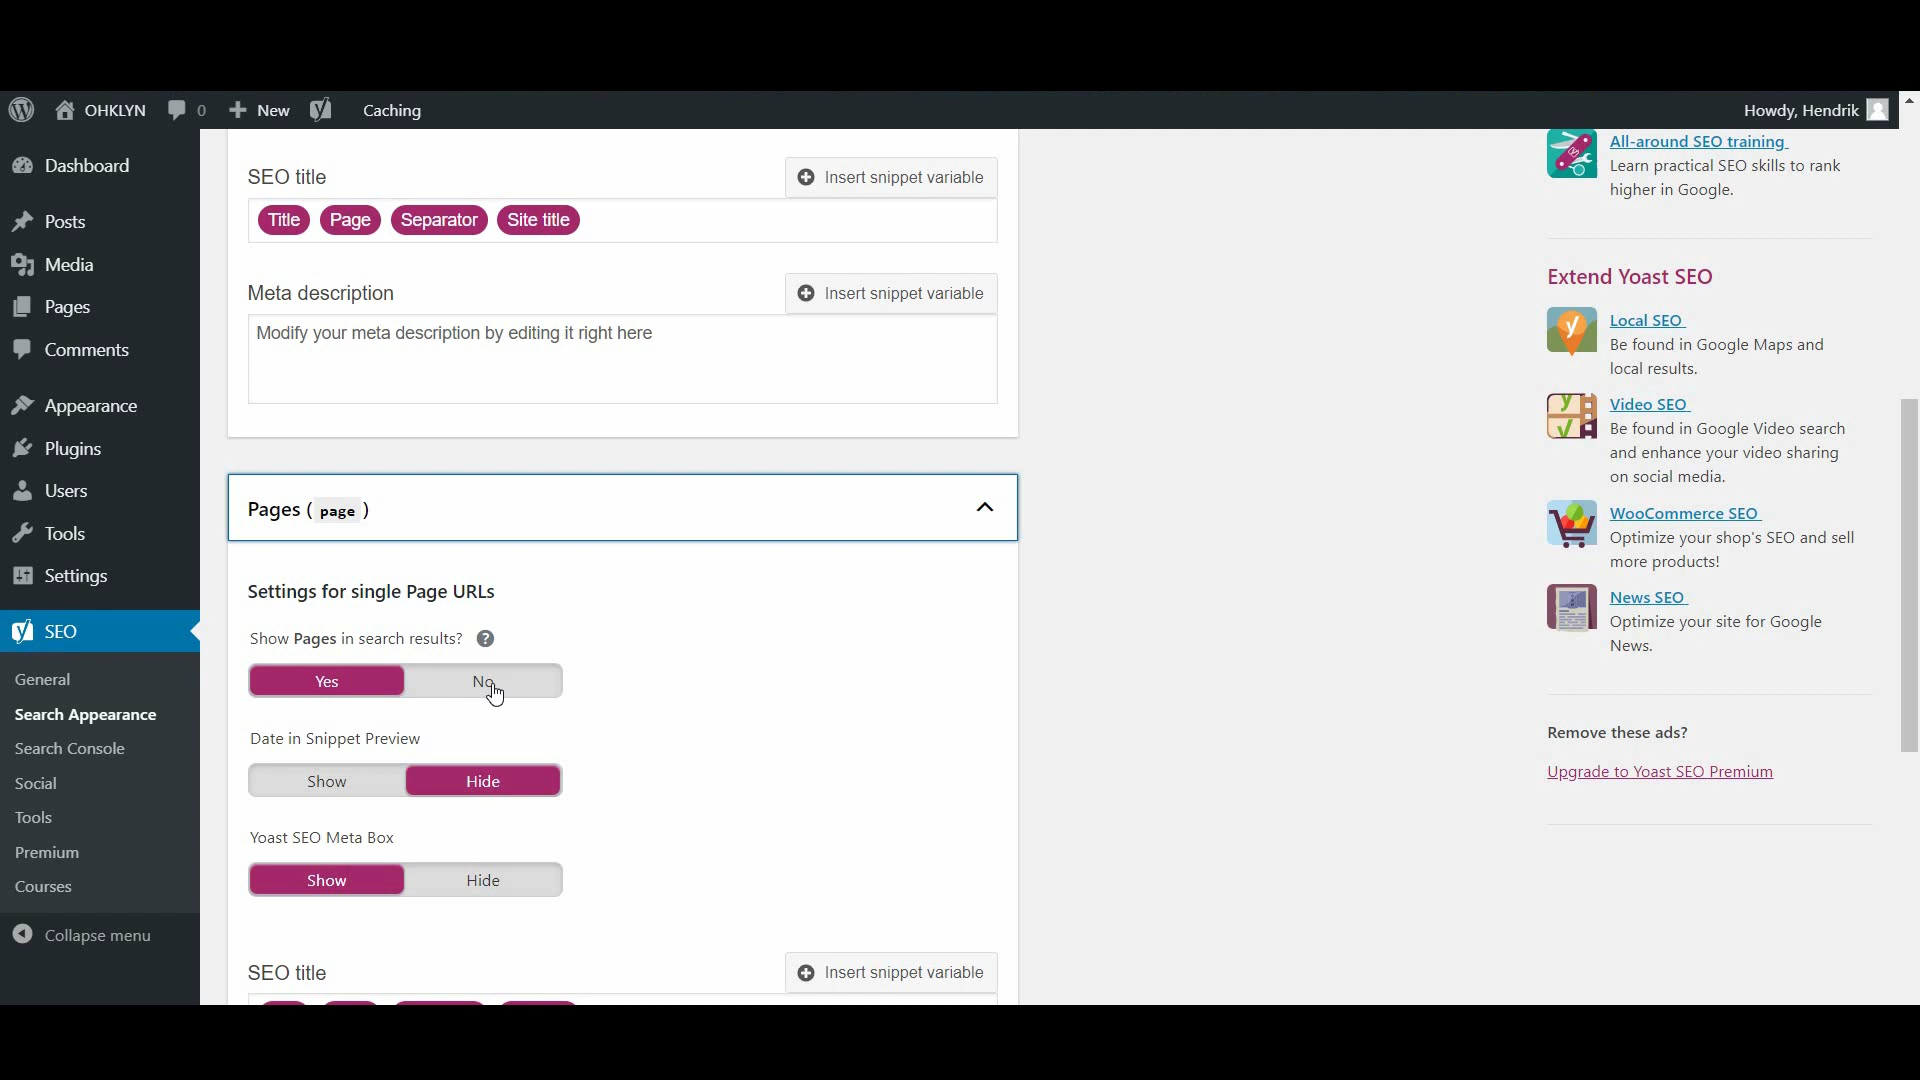 OHKLYN
0
New
Caching
Howdy, Hendrik
Dashboard
Posts
Media
Pages
Comments
Appearance
Plugins
Users
Tools
Settings
SEO
General
Search Appearance
Search Console
Social
Tools
Premium
Courses
Collapse menu
SEO title
Insert snippet variable
Title Page Separator Site title
Meta description
Insert snippet variable
Modify your meta description by editing it right here
Pages ( page )
Settings for single Page URLs
Show Pages in search results? ?
Yes No
Date in Snippet Preview
Show Hide
Yoast SEO Meta Box
Show Hide
SEO title
Insert snippet variable
All-around SEO training
Learn practical SEO skills to rank
higher in Google.
Extend Yoast SEO
Local SEO
Be found in Google Maps and
local results.
Video SEO
Be found in Google Video search
and enhance your video sharing
on social media.
WooCommerce SEO
Optimize your shop's SEO and sell
more products!
News SEO
Optimize your site for Google
News.
Remove these ads?
Upgrade to Yoast SEO Premium